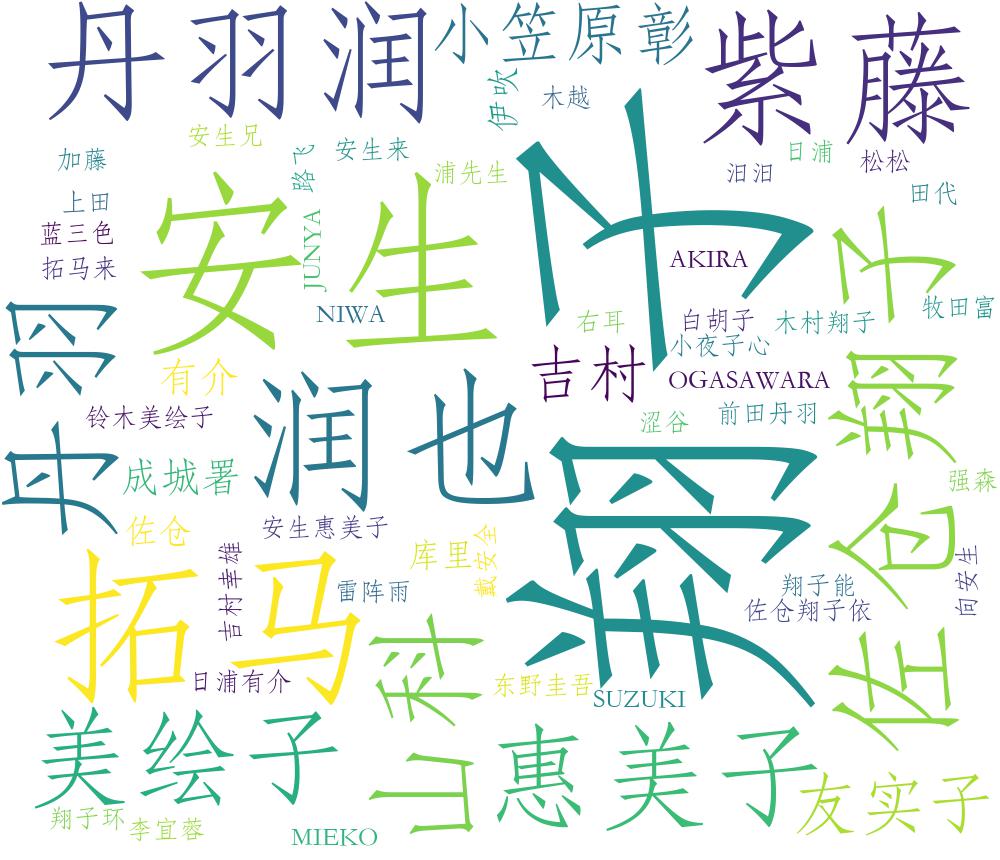 丹羽润
小笠原彰
紫藤
伊吹
木越
安生兄
安生来
路飞
浦先生
日浦
汨汨
松松
加藤
上田
蓝三色
拓马来
田代
安生
JUNYA
NIWA
翔子
AKIRA
右耳
白胡子
木村翔子
小夜子心
牧田富
丹羽
有介
吉村
OGASAWARA
铃木美绘子
润也
涩谷
前田丹羽
佐仓翔子
成城署
强森
佐仓
安生惠美子
库里
戴安全
吉村幸雄
雷阵雨
翔子能
佐仓翔子依
向安生
拓马
日浦有介
山科
东野圭吾
SUZUKI
美绘子
惠美子
友实子
翔子环
李宜蓉
MIEKO